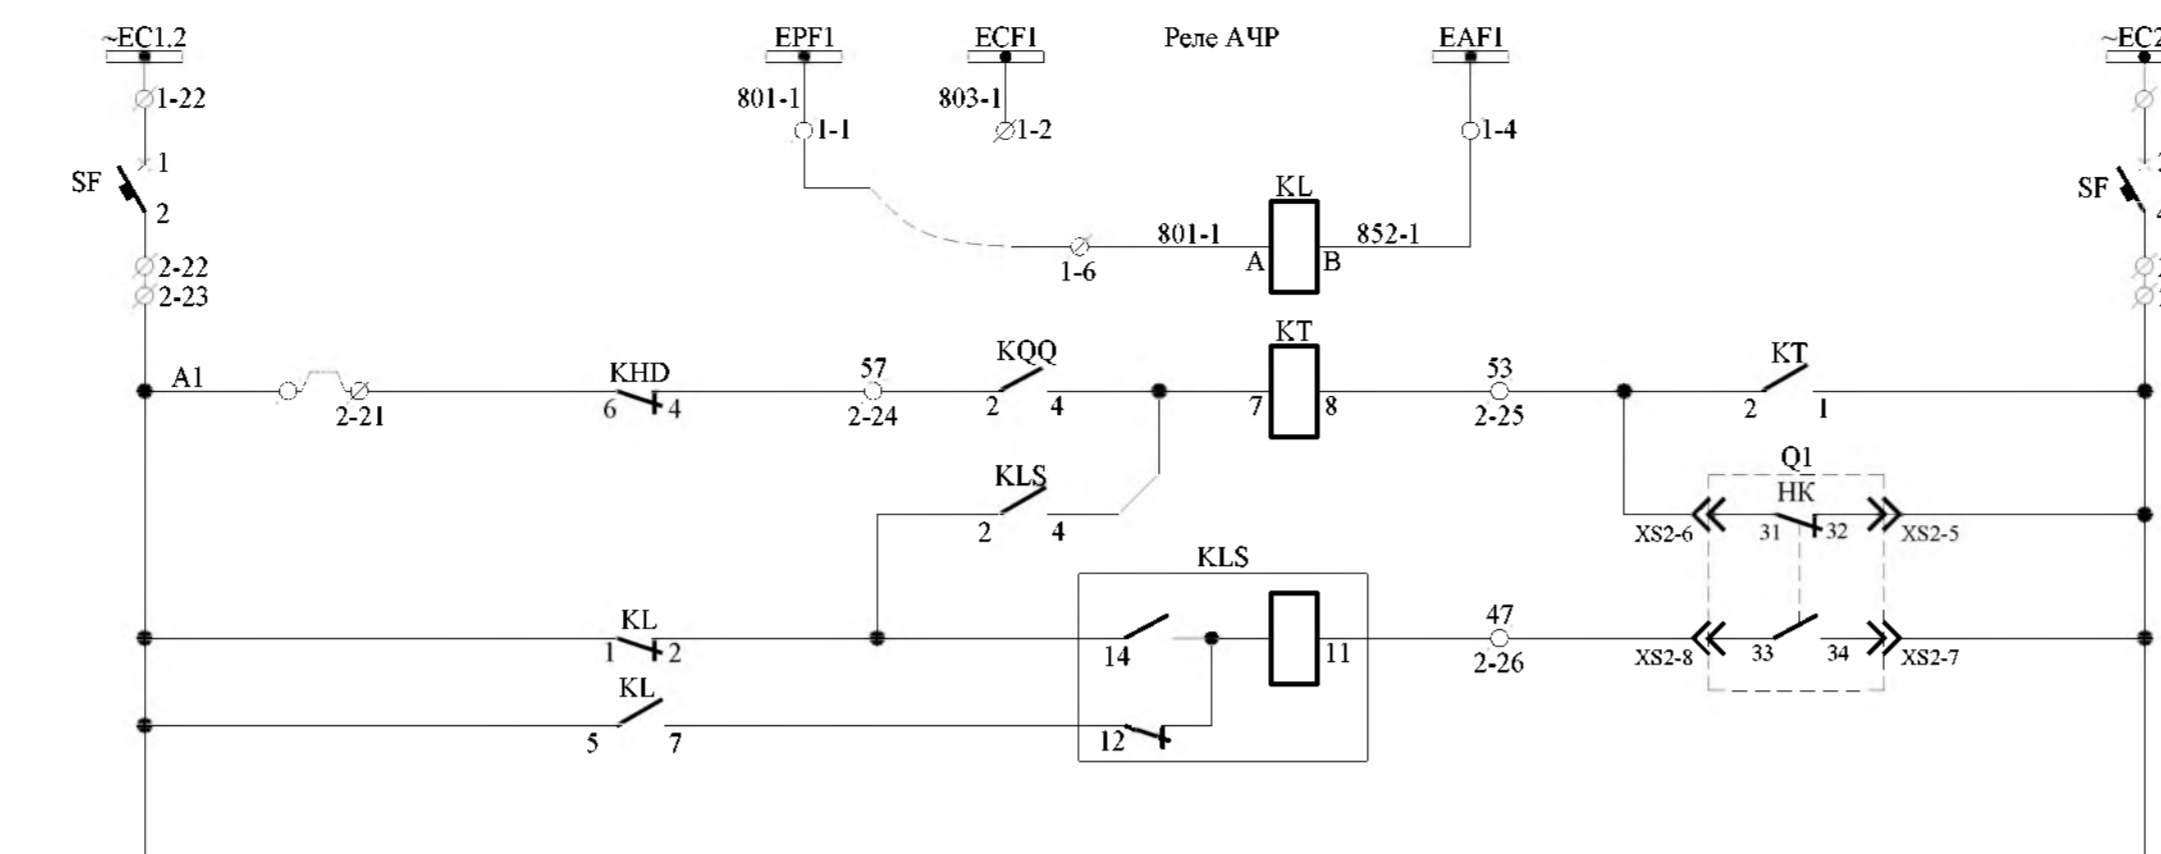 ~EC1.2 EPF1 ECF1 Реле АЧР EAF1 ~EC2
801-1 803-1
1-22 1-1 1-2 1-4
SF 1 2 SF
KL
801-1 852-1
A B
1-6
2-22
2-23
KT
A1 KHD 57 KQQ 53 KT
2-21 6 4 2-24 2 4 7 8 2-25 2 1
Q1
KLS НК
2 4 XS2-6 31 32 XS2-5
KLS
KL 47
1 2 14 11 2-26 XS2-8 33 34 XS2-7
KL
5 7 12